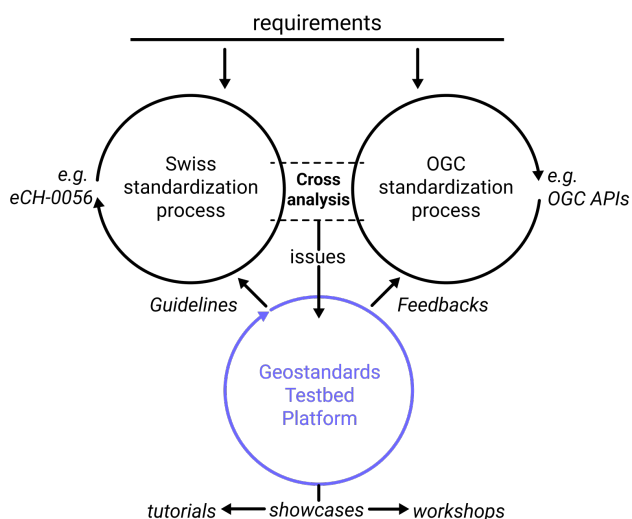 requirements
Swiss
standardization
process
Cross
analysis
OGC
standardization
process
e.g.
eCH-0056
e.g.
OGC APIs
issues
Guidelines
Feedbacks
Geostandards
Testbed
Platform
tutorials
showcases
workshops